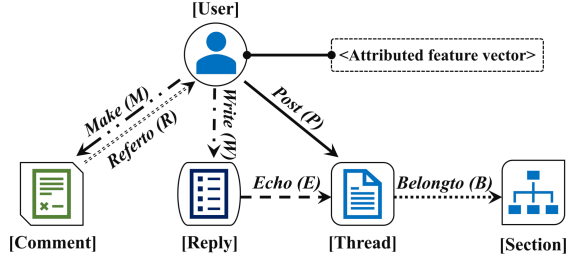 [User]
<Attributed feature vector>
Make (M)
Referto (R)
Write (W)
Post (P)
Echo (E)
Belongto (B)
[Comment]
[Reply]
[Thread]
[Section]